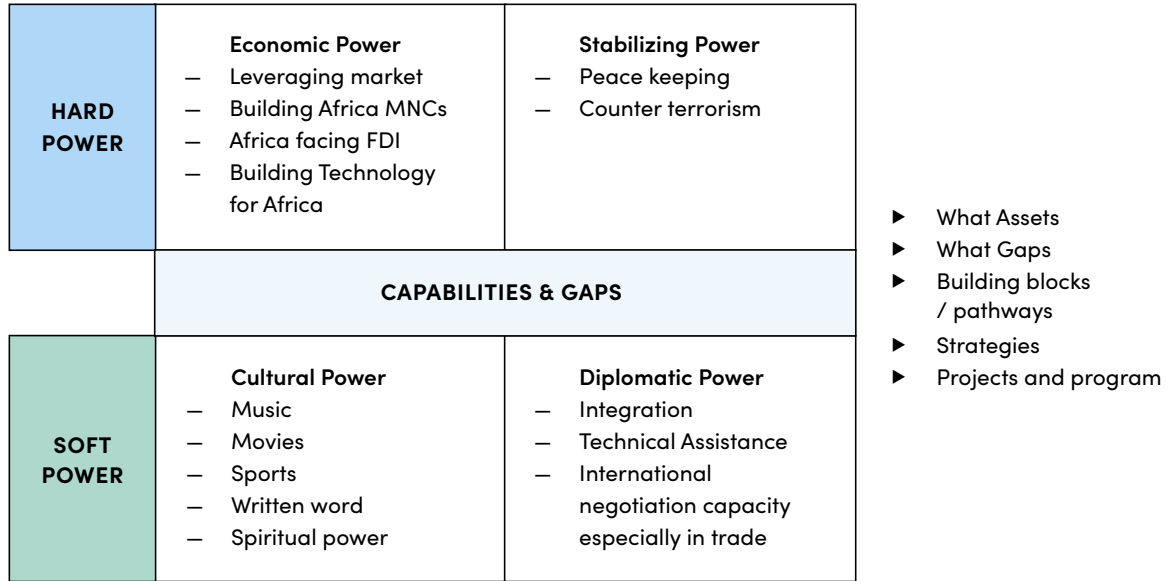 HARD
POWER
Economic Power
— Leveraging market
— Building Africa MNCs
— Africa facing FDI
— Building Technology
for Africa
Stabilizing Power
— Peace keeping
— Counter terrorism
CAPABILITIES & GAPS
SOFT
POWER
Cultural Power
— Music
— Movies
— Sports
— Written word
— Spiritual power
Diplomatic Power
— Integration
— Technical Assistance
— International
negotiation capacity
especially in trade
▶ What Assets
▶ What Gaps
▶ Building blocks
/ pathways
▶ Strategies
▶ Projects and program